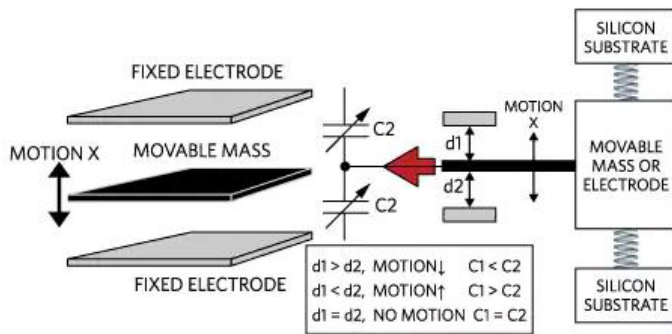 SILICON
SUBSTRATE
FIXED ELECTRODE
C2
d1
MOTION
X
MOTION X
MOVABLE MASS
d2
MOVABLE
MASS OR
ELECTRODE
C2
FIXED ELECTRODE
d1 > d2, MOTION↓ C1 < C2
d1 < d2, MOTION↑ C1 > C2
d1 = d2, NO MOTION C1 = C2
SILICON
SUBSTRATE